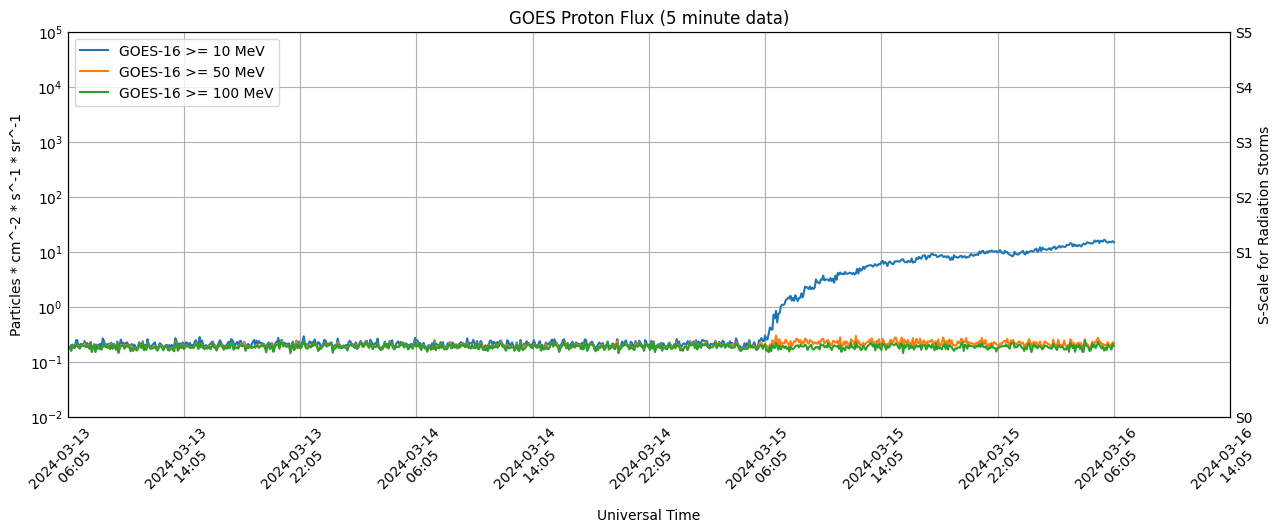 GOES Proton Flux (5 minute data)
GOES-16 >= 10 MeV
GOES-16 >= 50 MeV
GOES-16 >= 100 MeV
Particles * cm^-2 * s^-1 * sr^-1
10^5
10^4
10^3
10^2
10^1
10^0
10^-1
10^-2
S5
S4
S3
S2
S1
S0
S-Scale for Radiation Storms
2024-03-13
06:05
2024-03-13
14:05
2024-03-13
22:05
2024-03-14
06:05
2024-03-14
14:05
2024-03-14
22:05
2024-03-15
06:05
2024-03-15
14:05
2024-03-15
22:05
2024-03-16
06:05
2024-03-16
14:05
Universal Time